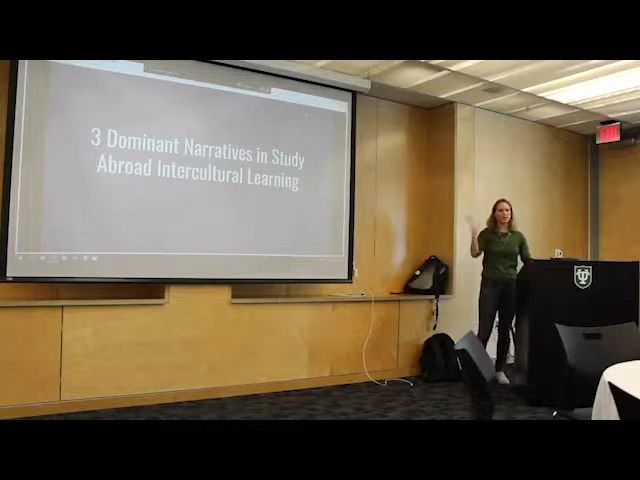 3 Dominant Narratives in Study
Abroad Intercultural Learning
EXIT